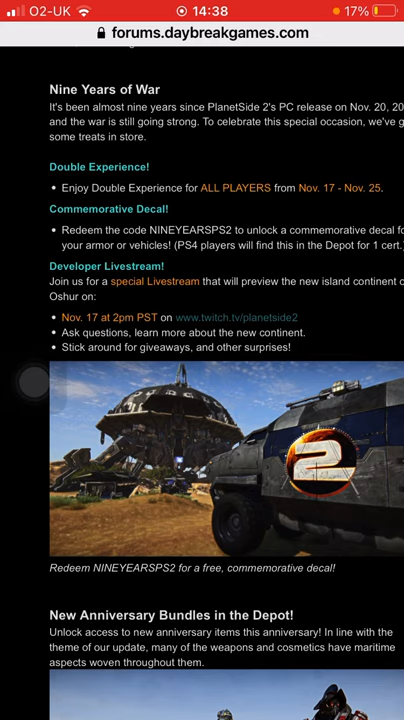 O2-UK 14:38 17%
forums.daybreakgames.com
Nine Years of War
It's been almost nine years since PlanetSide 2's PC release on Nov. 20, 20
and the war is still going strong. To celebrate this special occasion, we've g
some treats in store.
Double Experience!
• Enjoy Double Experience for ALL PLAYERS from Nov. 17 - Nov. 25.
Commemorative Decal!
• Redeem the code NINEYEARSPS2 to unlock a commemorative decal fo
your armor or vehicles! (PS4 players will find this in the Depot for 1 cert.)
Developer Livestream!
Join us for a special Livestream that will preview the new island continent o
Oshur on:
• Nov. 17 at 2pm PST on www.twitch.tv/planetside2
• Ask questions, learn more about the new continent.
• Stick around for giveaways, and other surprises!
2
Redeem NINEYEARSPS2 for a free, commemorative decal!
New Anniversary Bundles in the Depot!
Unlock access to new anniversary items this anniversary! In line with the
theme of our update, many of the weapons and cosmetics have maritime
aspects woven throughout them.